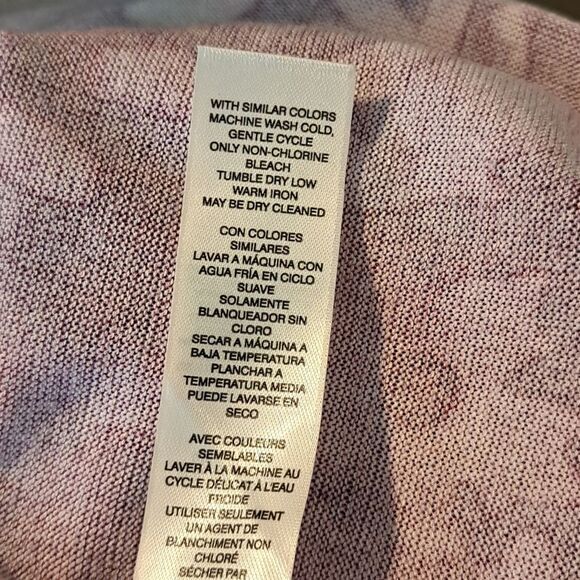 WITH SIMILAR COLORS
MACHINE WASH COLD,
GENTLE CYCLE
ONLY NON-CHLORINE
BLEACH
TUMBLE DRY LOW
WARM IRON
MAY BE DRY CLEANED
CON COLORES
SIMILARES
LAVAR A MÁQUINA CON
AGUA FRÍA EN CICLO
SUAVE
SOLAMENTE
BLANQUEADOR SIN
CLORO
SECAR A MÁQUINA A
BAJA TEMPERATURA
PLANCHAR A
TEMPERATURA MEDIA
PUEDE LAVARSE EN
SECO
AVEC COULEURS
SEMBLABLES
LAVER À LA MACHINE AU
CYCLE DÉLICAT À L'EAU
FROIDE
UTILISER SEULEMENT
UN AGENT DE
BLANCHIMENT NON
CHLORÉ
SÉCHER PAR